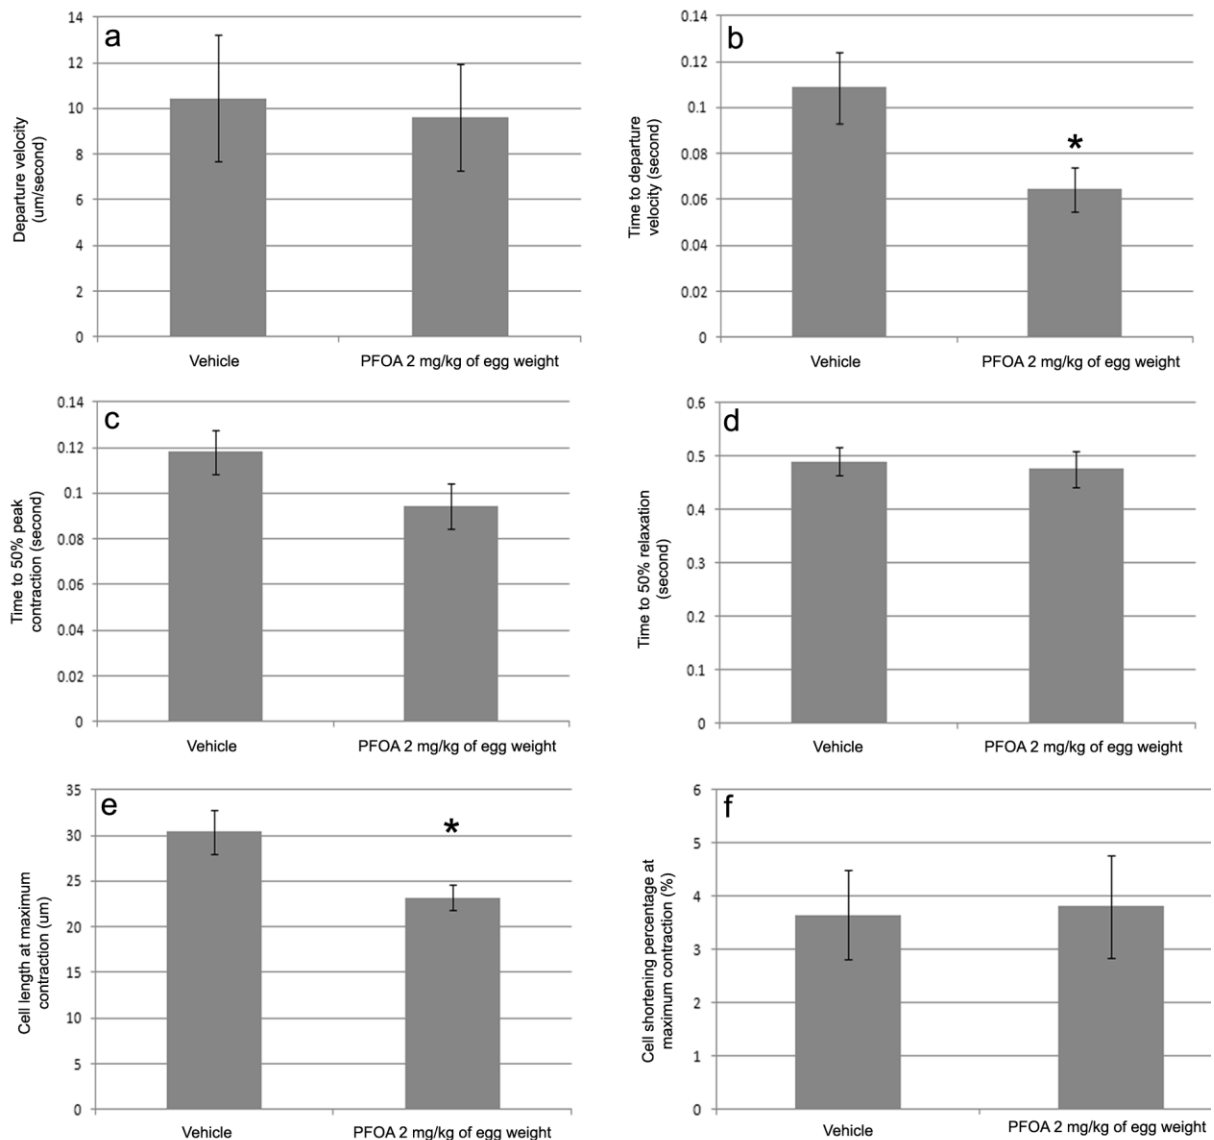 a
Departure velocity
(um/second)
14
12
10
8
6
4
2
0
Vehicle
PFOA 2 mg/kg of egg weight
b
Time to departure
velocity (second)
0.14
0.12
0.1
0.08
0.06
0.04
0.02
0
*
Vehicle
PFOA 2 mg/kg of egg weight
c
Time to 50% peak
contraction (second)
0.14
0.12
0.1
0.08
0.06
0.04
0.02
0
Vehicle
PFOA 2 mg/kg of egg weight
d
Time to 50% relaxation
(second)
0.6
0.5
0.4
0.3
0.2
0.1
0
Vehicle
PFOA 2 mg/kg of egg weight
e
Cell length at maximum
contraction (um)
35
30
25
20
15
10
5
0
*
Vehicle
PFOA 2 mg/kg of egg weight
f
Cell shortening percentage at
maximum contraction (%)
6
5
4
3
2
1
0
Vehicle
PFOA 2 mg/kg of egg weight